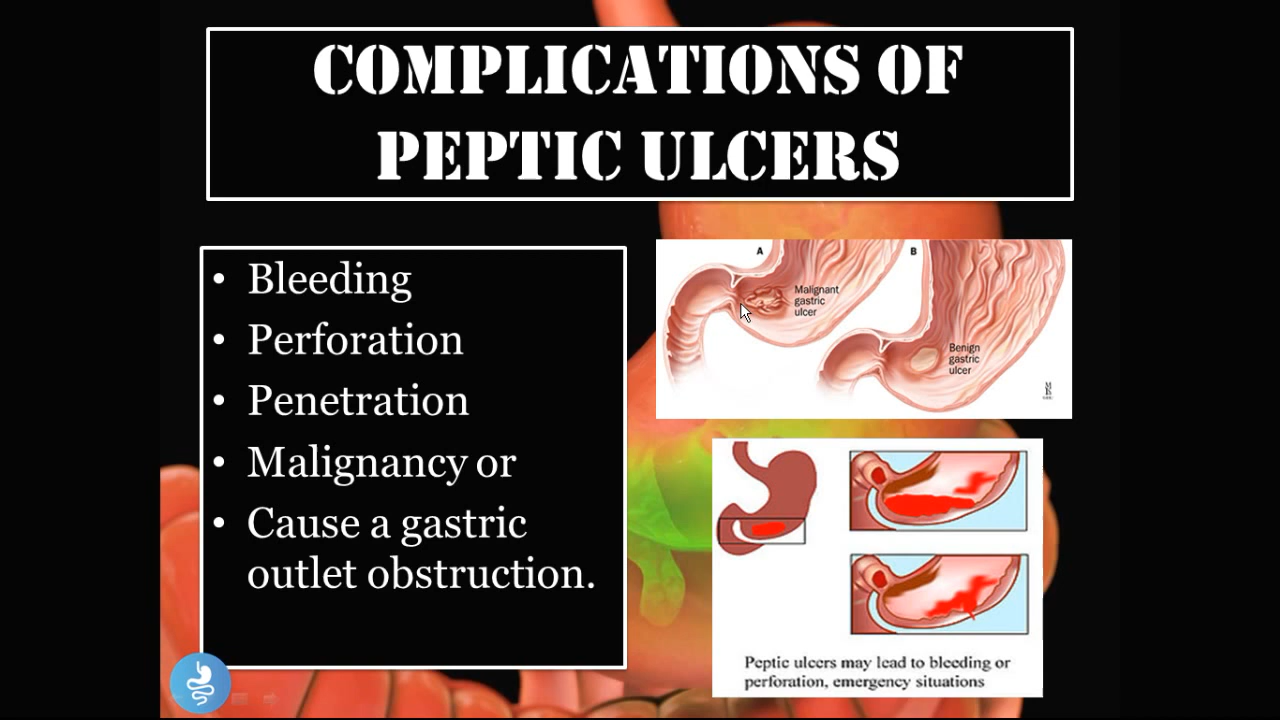 COMPLICATIONS OF
PEPTIC ULCERS
• Bleeding
• Perforation
• Penetration
• Malignancy or
• Cause a gastric
outlet obstruction.
A
B
Malignant
gastric
ulcer
Benign
gastric
ulcer
Peptic ulcers may lead to bleeding or
perforation, emergency situations